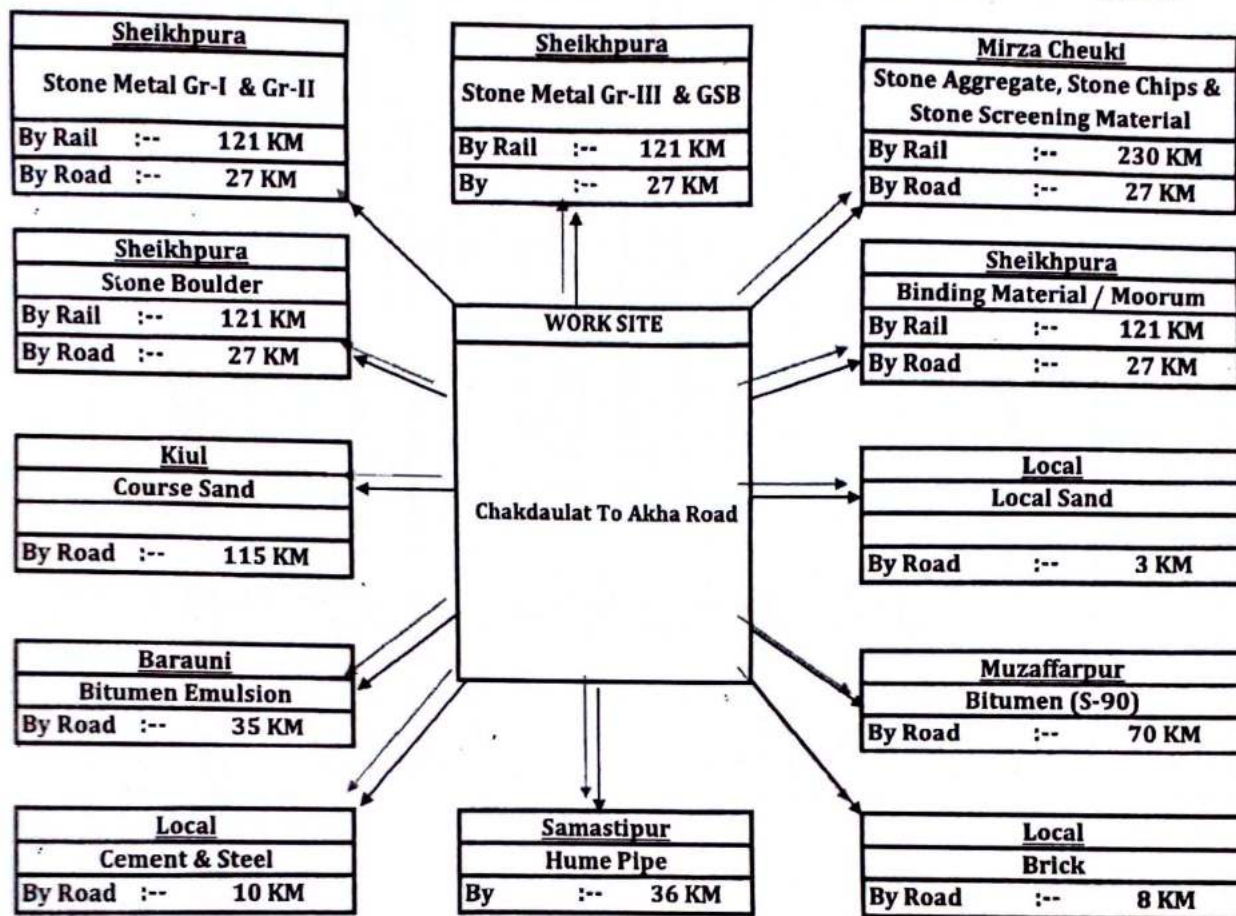 Sheikhpura
Stone Metal Gr-I & Gr-II
By Rail :-- 121 KM
By Road :-- 27 KM
Sheikhpura
Stone Metal Gr-III & GSB
By Rail :-- 121 KM
By :-- 27 KM
Mirza Cheuki
Stone Aggregate, Stone Chips &
Stone Screening Material
By Rail :-- 230 KM
By Road :-- 27 KM
Sheikhpura
Stone Boulder
By Rail :-- 121 KM
By Road :-- 27 KM
WORK SITE
Chakdaulat To Akha Road
Sheikhpura
Binding Material / Moorum
By Rail :-- 121 KM
By Road :-- 27 KM
Kiul
Course Sand
By Road :-- 115 KM
Local
Local Sand
By Road :-- 3 KM
Barauni
Bitumen Emulsion
By Road :-- 35 KM
Muzaffarpur
Bitumen (S-90)
By Road :-- 70 KM
Local
Cement & Steel
By Road :-- 10 KM
Samastipur
Hume Pipe
By :-- 36 KM
Local
Brick
By Road :-- 8 KM